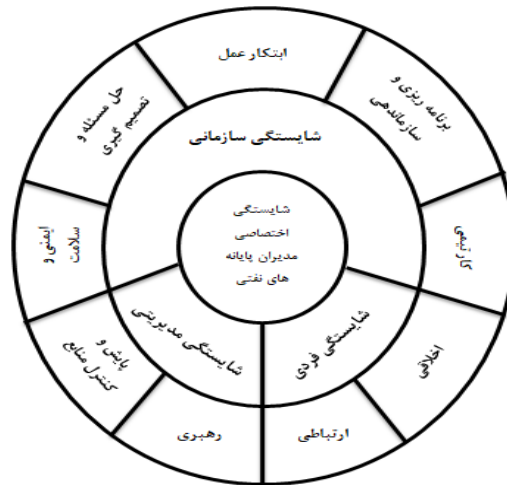 ابتکار عمل
برنامه ریزی و
سازماندهی
حل مسئله و
تصمیم گیری
شایستگی سازمانی
کار تیمی
ایمنی و
سلامت
شایستگی
اختصاصی
مدیران پایانه
های نفتی
شایستگی فردی
شایستگی مدیریتی
اخلاقی
پایش و
کنترل منابع
ارتباطی
رهبری